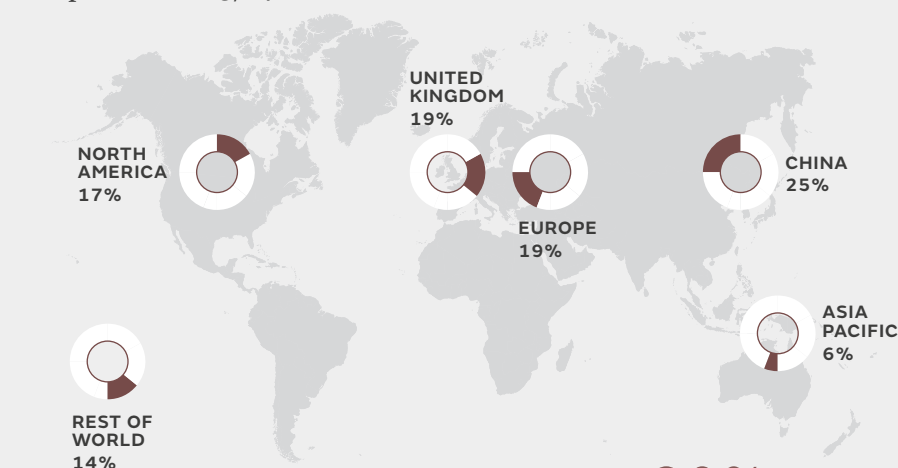 UNITED
KINGDOM
19%
NORTH
AMERICA
17%
CHINA
25%
EUROPE
19%
ASIA
PACIFIC
6%
REST OF
WORLD
14%